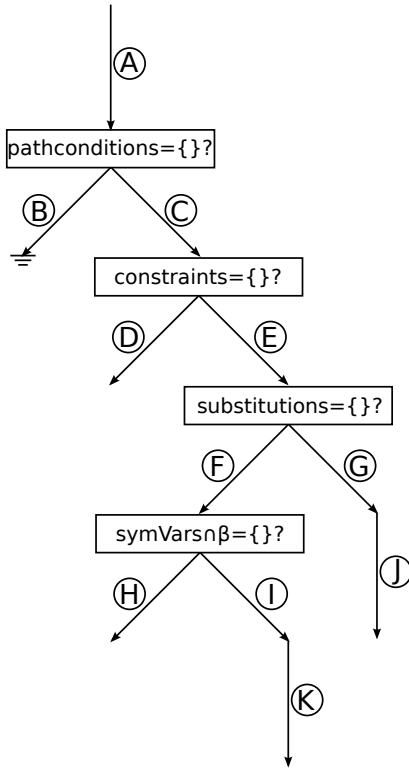 A
pathconditions={}?
B
C
constraints={}?
D
E
substitutions={}?
F
G
symVars∩β={}?
H
I
J
K